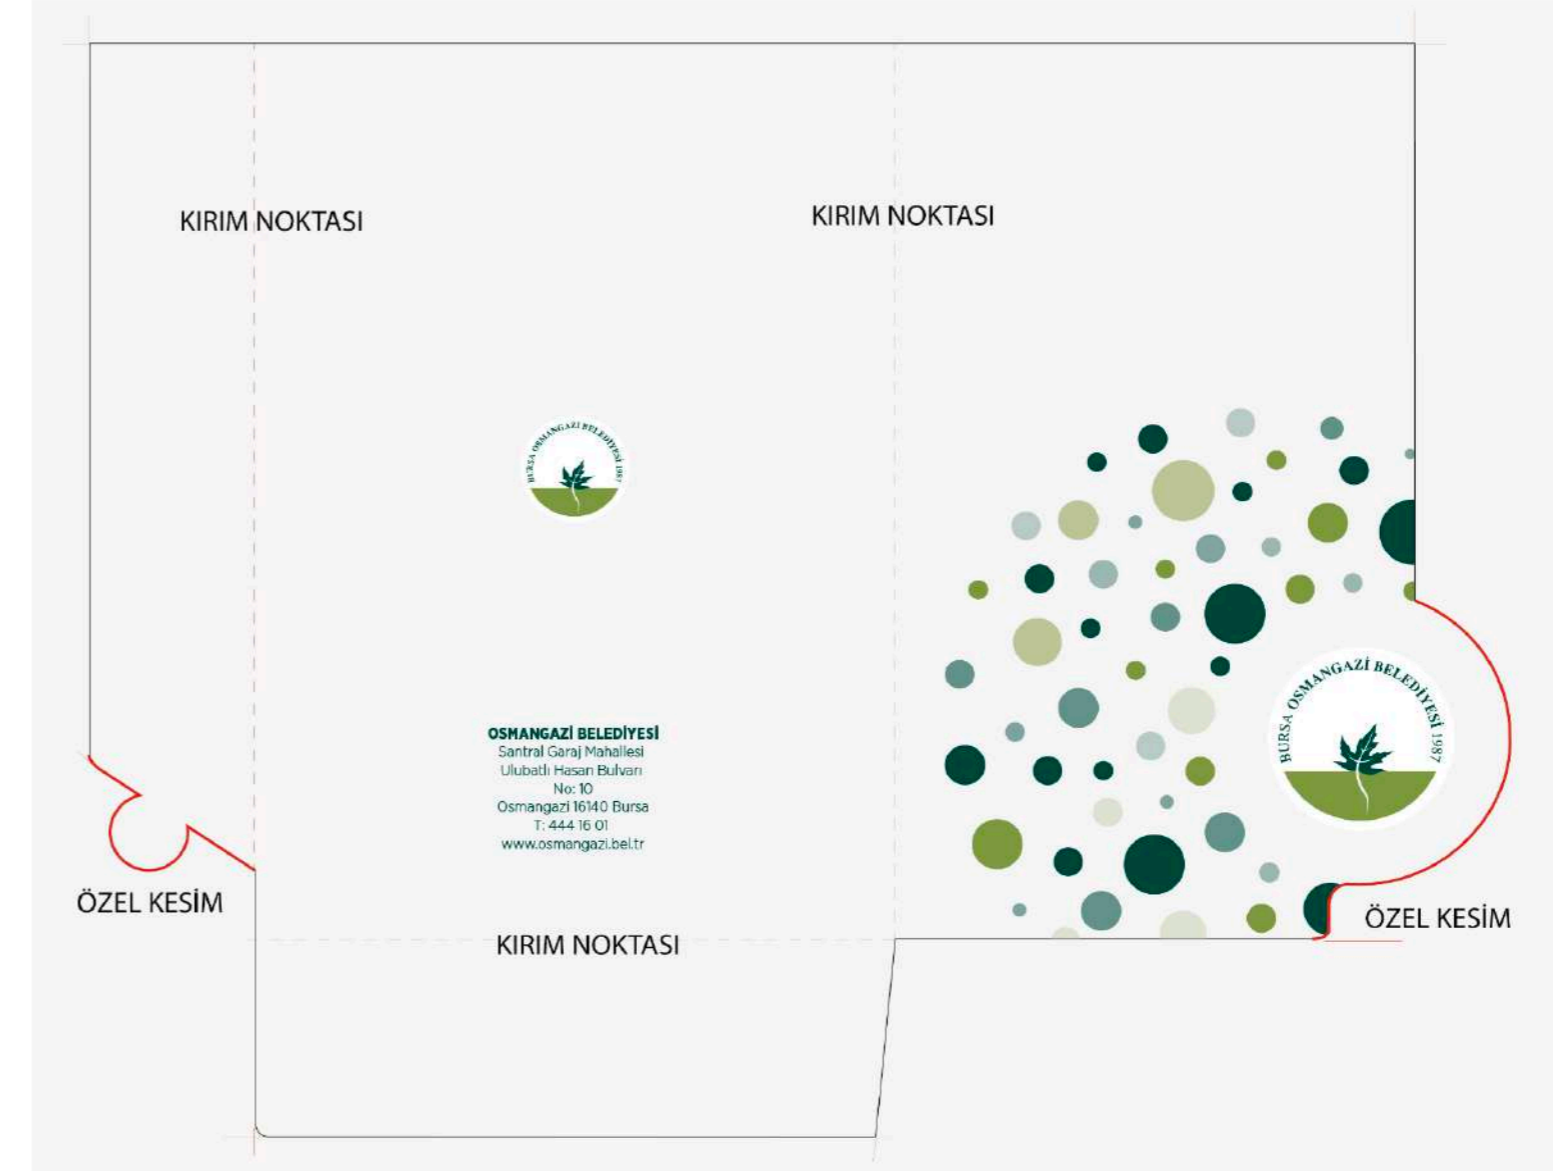 KIRIM NOKTASI
KIRIM NOKTASI
BURSA OSMANGAZİ BELEDİYESİ 1987
BURSA OSMANGAZİ BELEDİYESİ 1987
OSMANGAZİ BELEDİYESİ
Santral Garaj Mahallesi
Ulubatlı Hasan Bulvarı
No: 10
Osmangazi 16140 Bursa
T: 444 16 01
www.osmangazi.bel.tr
ÖZEL KESİM
KIRIM NOKTASI
ÖZEL KESİM